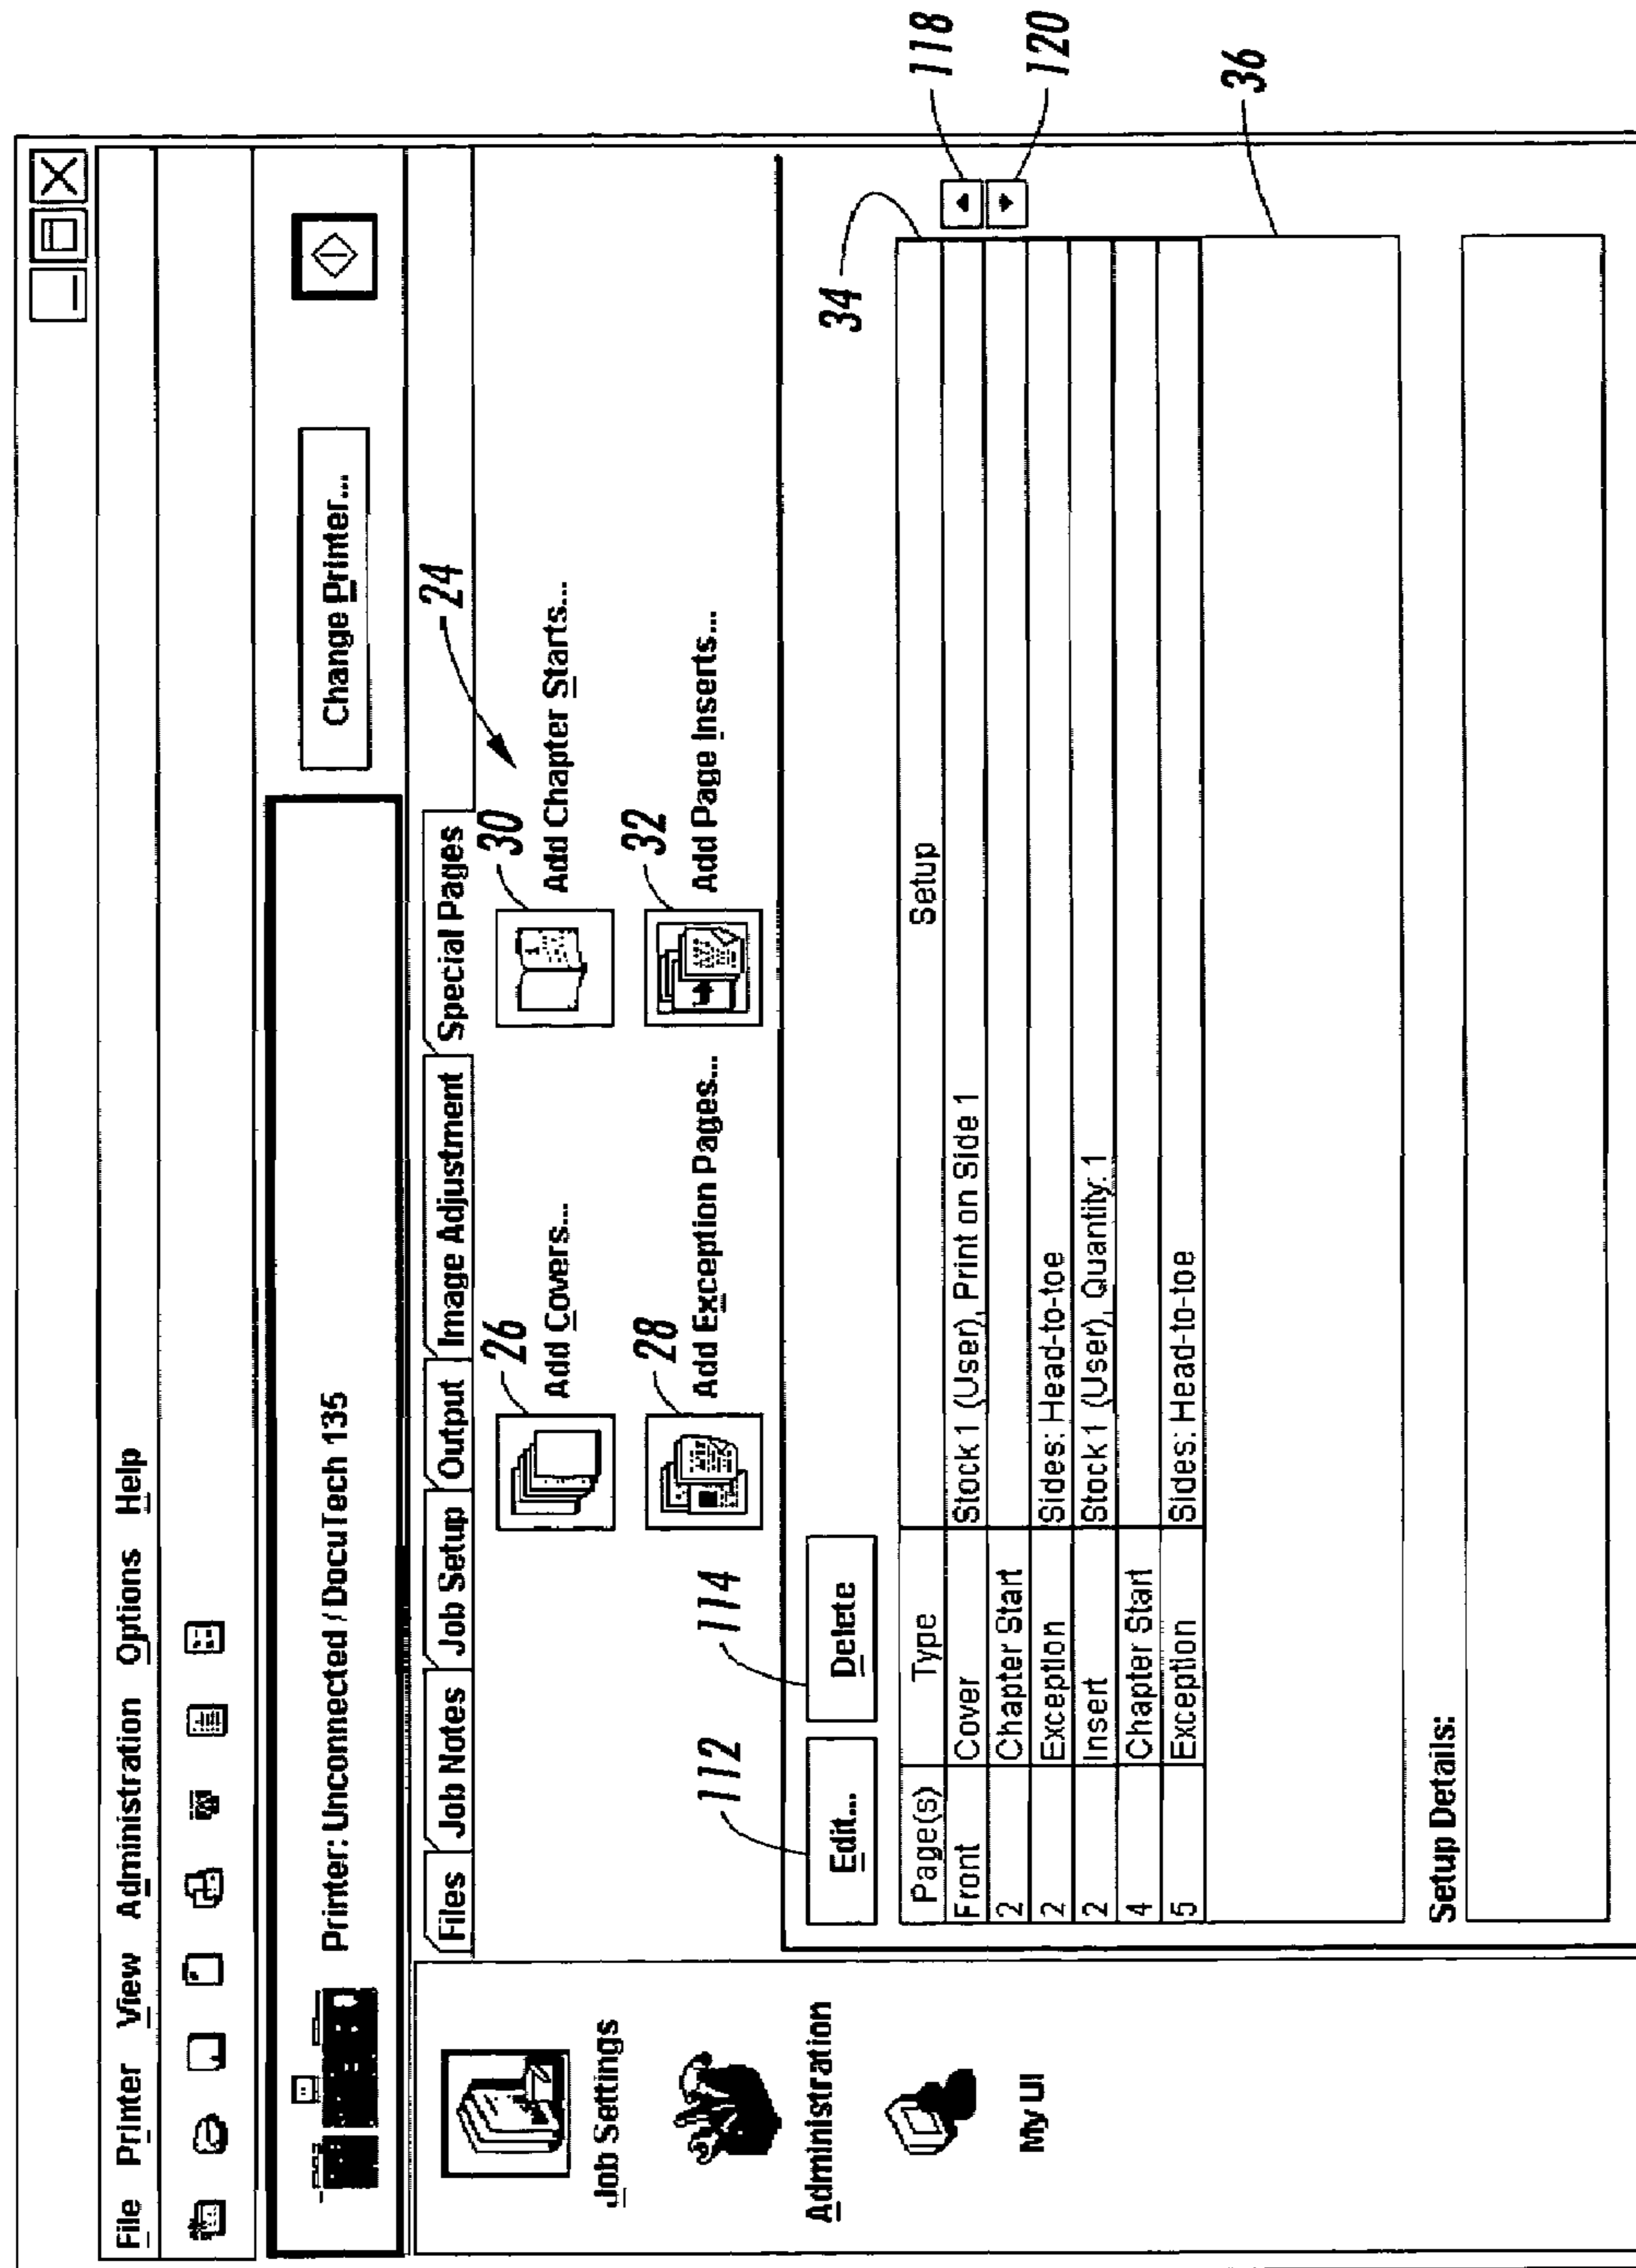 File Printer View Administration Options Help
Printer: Unconnected / DocuTech 135
Change Printer...
Files Job Notes Job Setup Output Image Adjustment Special Pages
24
26
30
Add Covers...
Add Chapter Starts...
28
32
Add Exception Pages...
Add Page Inserts...
Job Settings
Administration
My UI
112
114
34
Edit... Delete
Page(s) Type Setup
Front Cover Stock 1 (User), Print on Side 1
2 Chapter Start
2 Exception Sides: Head-to-toe
2 Insert Stock 1 (User), Quantity: 1
4 Chapter Start
5 Exception Sides: Head-to-toe
118
120
36
Setup Details: